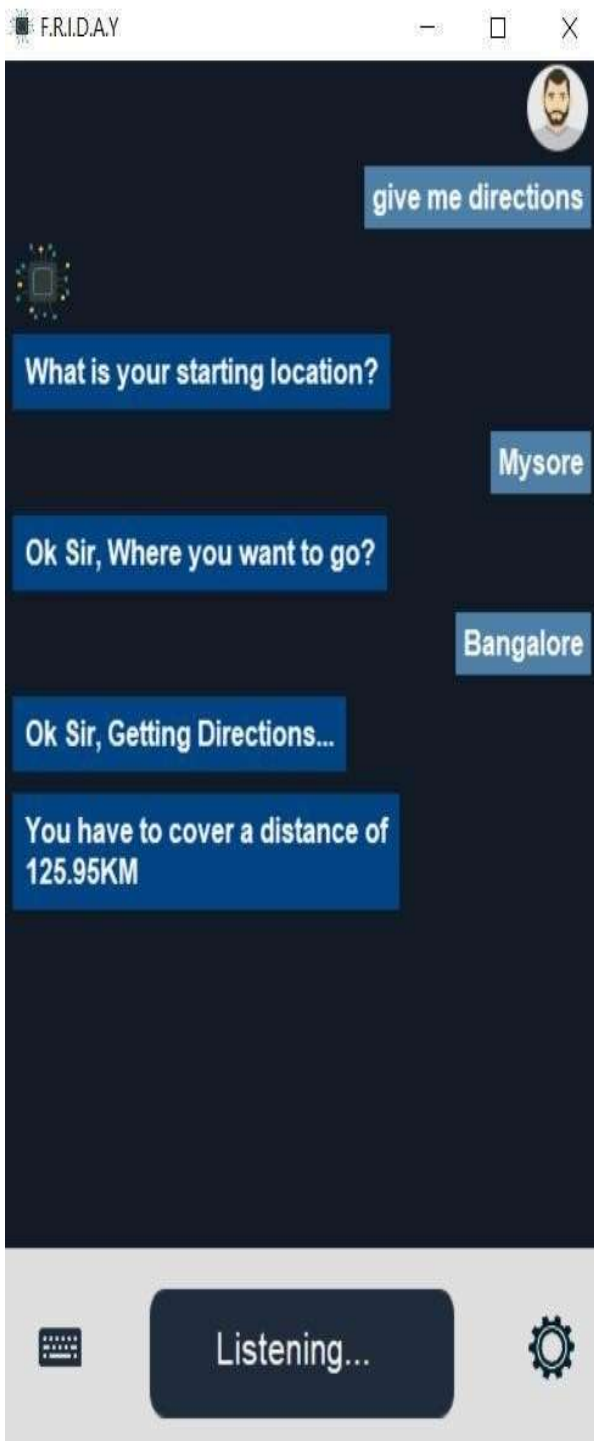 F.R.I.D.A.Y
give me directions
What is your starting location?
Mysore
Ok Sir, Where you want to go?
Bangalore
Ok Sir, Getting Directions...
You have to cover a distance of
125.95KM
Listening...